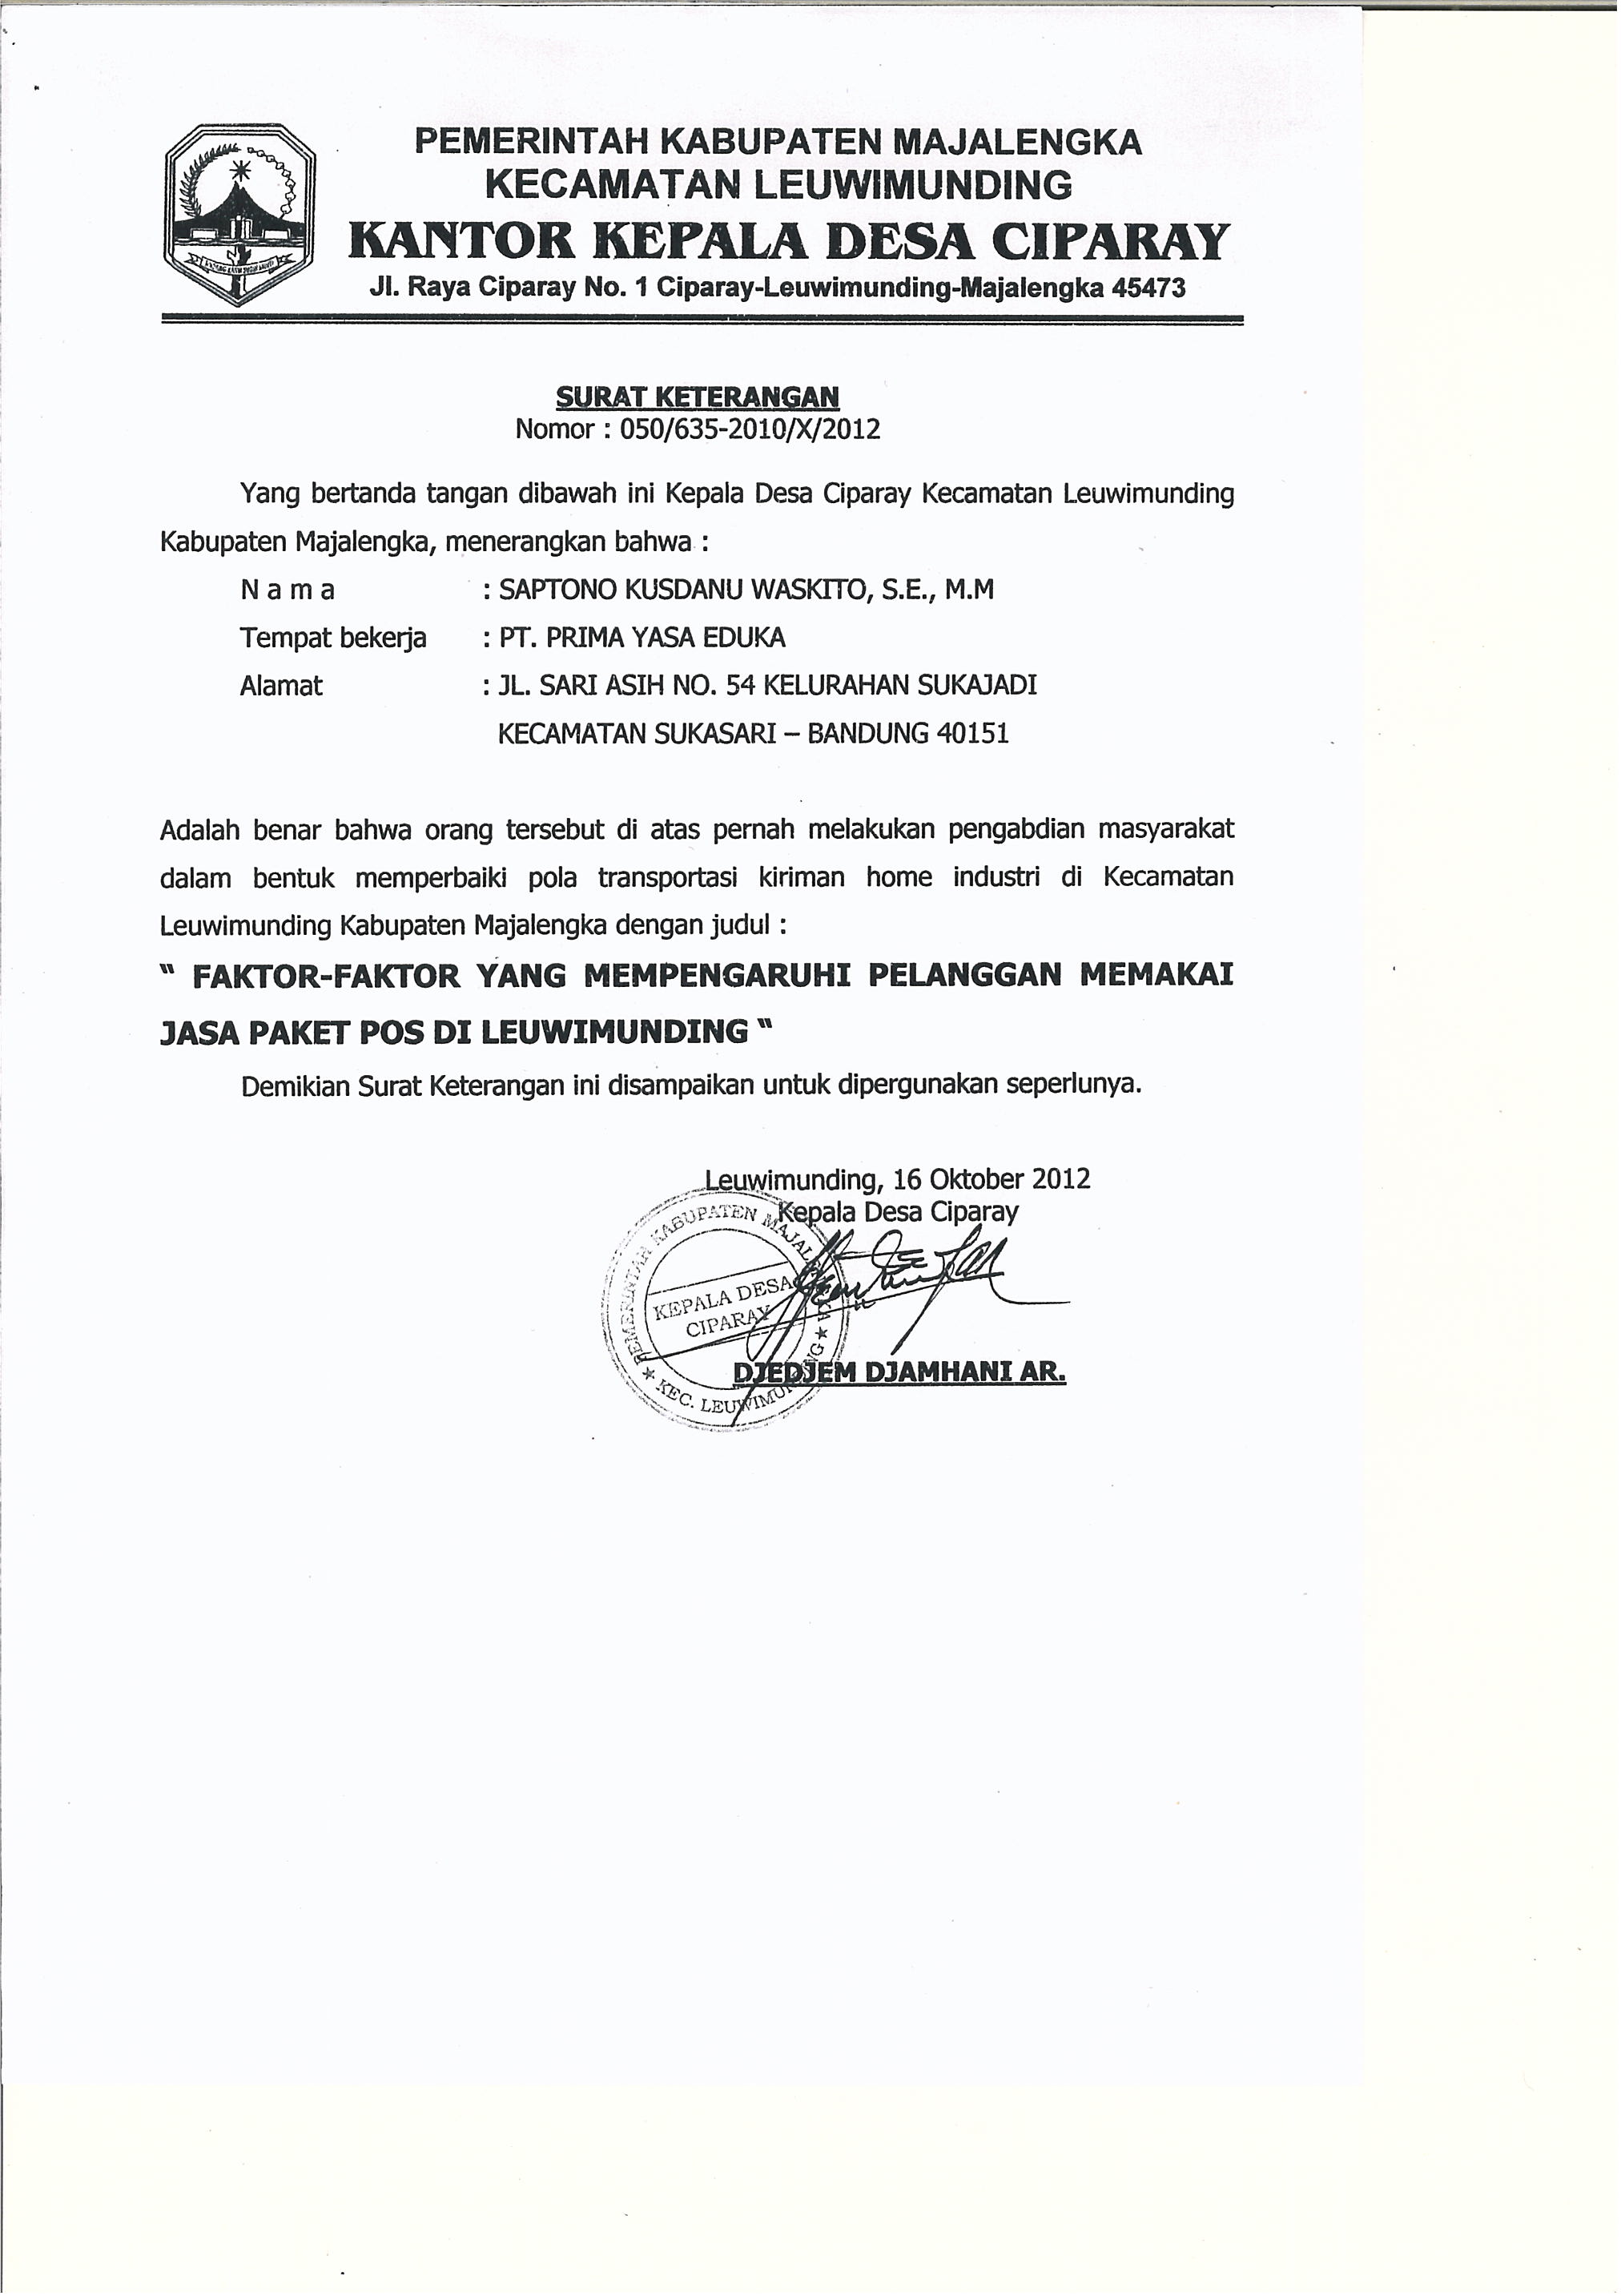 PEMERINTAH KABUPATEN MAJALENGKA
KECAMATAN LEUWIMUNDING
KANTOR KEPALA DESA CIPARAY
Jl. Raya Ciparay No. 1 Ciparay-Leuwimunding-Majalengka 45473
SURAT KETERANGAN
Nomor : 050/635-2010/X/2012
Yang bertanda tangan dibawah ini Kepala Desa Ciparay Kecamatan Leuwimunding
Kabupaten Majalengka, menerangkan bahwa :
N a m a : SAPTONO KUSDANU WASKITO, S.E., M.M
Tempat bekerja : PT. PRIMA YASA EDUKA
Alamat : JL. SARI ASIH NO. 54 KELURAHAN SUKAJADI
KECAMATAN SUKASARI – BANDUNG 40151
Adalah benar bahwa orang tersebut di atas pernah melakukan pengabdian masyarakat
dalam bentuk memperbaiki pola transportasi kiriman home industri di Kecamatan
Leuwimunding Kabupaten Majalengka dengan judul :
“ FAKTOR-FAKTOR YANG MEMPENGARUHI PELANGGAN MEMAKAI
JASA PAKET POS DI LEUWIMUNDING “
Demikian Surat Keterangan ini disampaikan untuk dipergunakan seperlunya.
Leuwimunding, 16 Oktober 2012
Kepala Desa Ciparay
PEMERINTAH KABUPATEN MAJALENGKA
KEPALA DESA
CIPARAY
★ KEC. LEUWIMUNDING ★
DJEDJEM DJAMHANI AR.